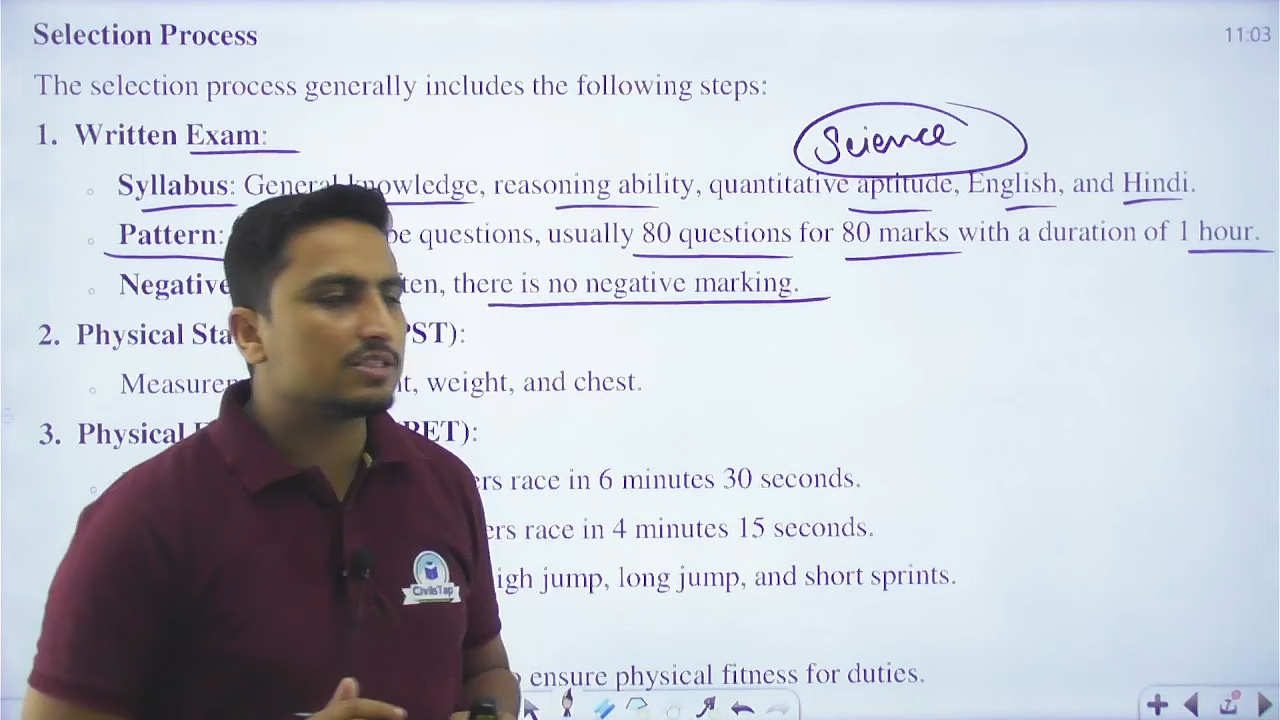 Selection Process
11:03
The selection process generally includes the following steps:
1. Written Exam:
Science
Syllabus: General knowledge, reasoning ability, quantitative aptitude, English, and Hindi.
Pattern: be questions, usually 80 questions for 80 marks with a duration of 1 hour.
Negative ten, there is no negative marking.
2. Physical Sta PST):
Measurem t, weight, and chest.
3. Physical PET):
ers race in 6 minutes 30 seconds.
ers race in 4 minutes 15 seconds.
igh jump, long jump, and short sprints.
CivilsTap
ensure physical fitness for duties.